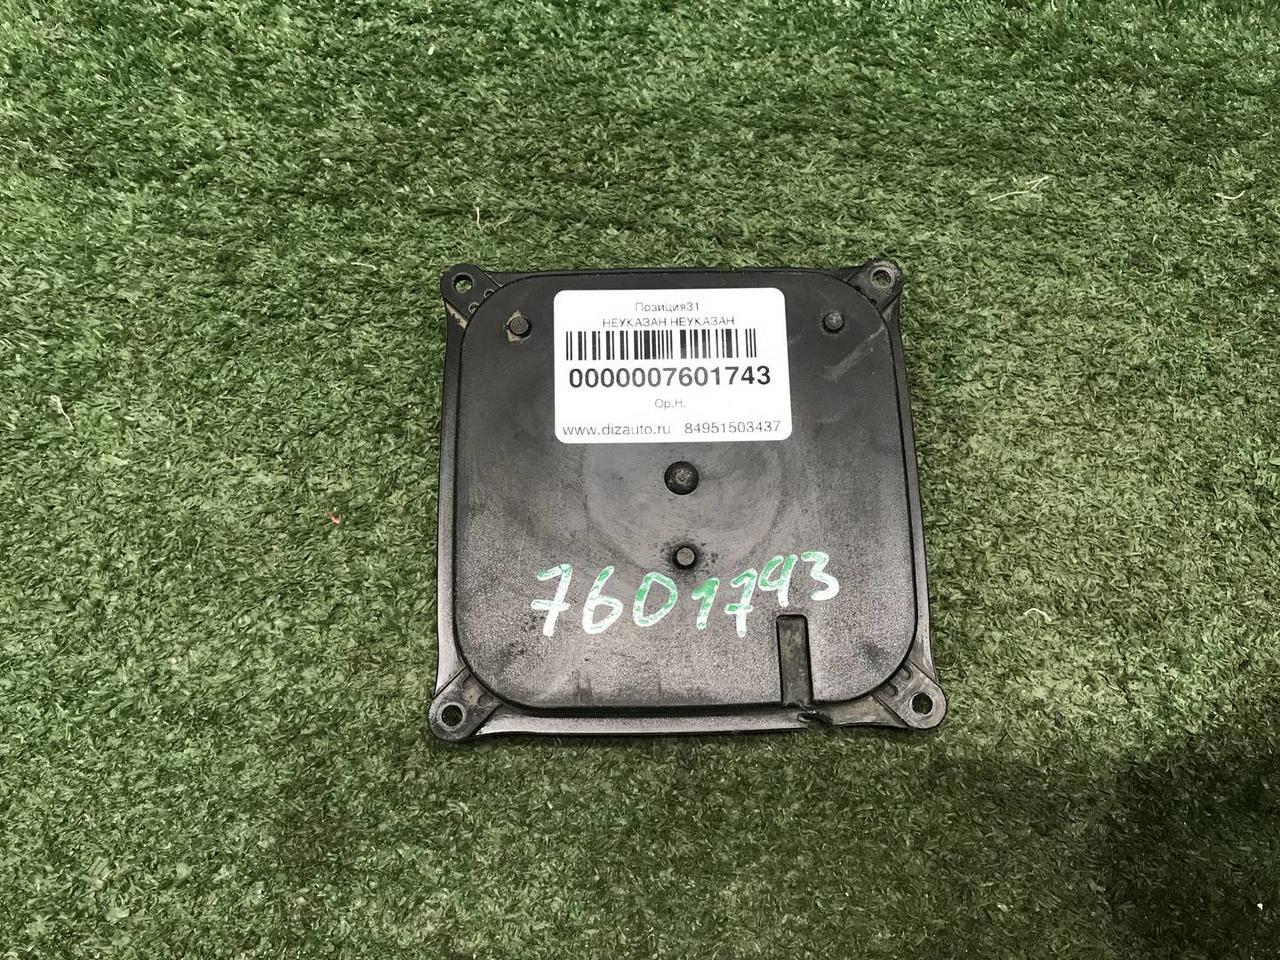 Позиция31
НЕУКАЗАН НЕУКАЗАН
0000007601743
Ор.Н.
www.dizauto.ru 84951503437
7601743